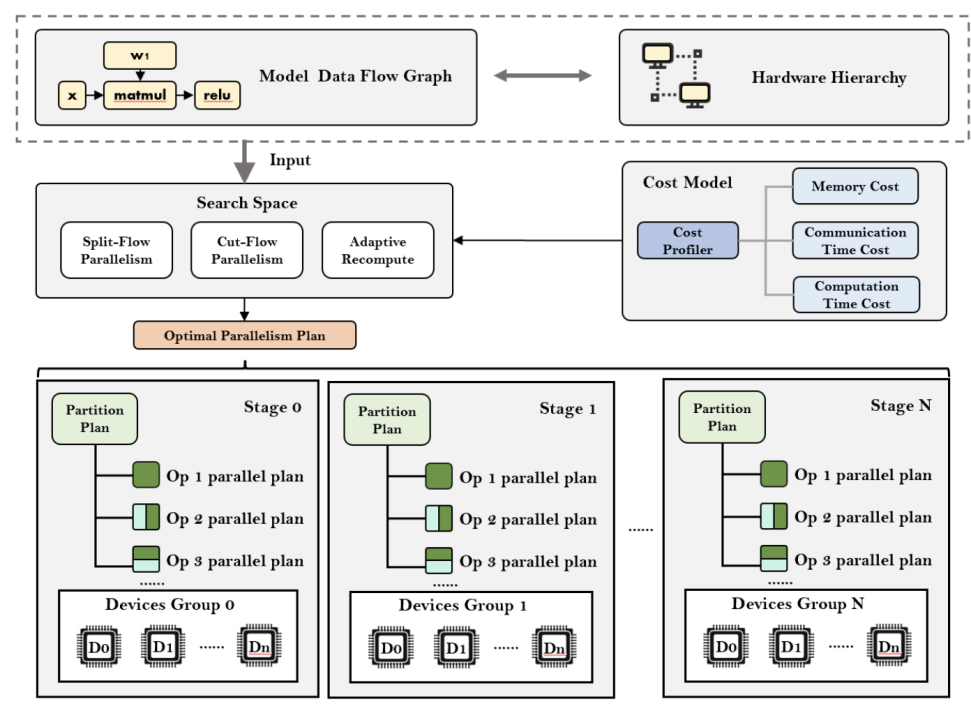 w1
x
matmul
relu
Model Data Flow Graph
Hardware Hierarchy
Input
Search Space
Split-Flow
Parallelism
Cut-Flow
Parallelism
Adaptive
Recompute
Cost Model
Cost
Profiler
Memory Cost
Communication
Time Cost
Computation
Time Cost
Optimal Parallelism Plan
Stage 0
Partition
Plan
Op 1 parallel plan
Op 2 parallel plan
Op 3 parallel plan
......
Devices Group 0
D0
D1
......
Dn
Stage 1
Partition
Plan
Op 1 parallel plan
Op 2 parallel plan
Op 3 parallel plan
......
Devices Group 1
D0
D1
......
Dn
......
Stage N
Partition
Plan
Op 1 parallel plan
Op 2 parallel plan
Op 3 parallel plan
......
Devices Group N
D0
D1
......
Dn